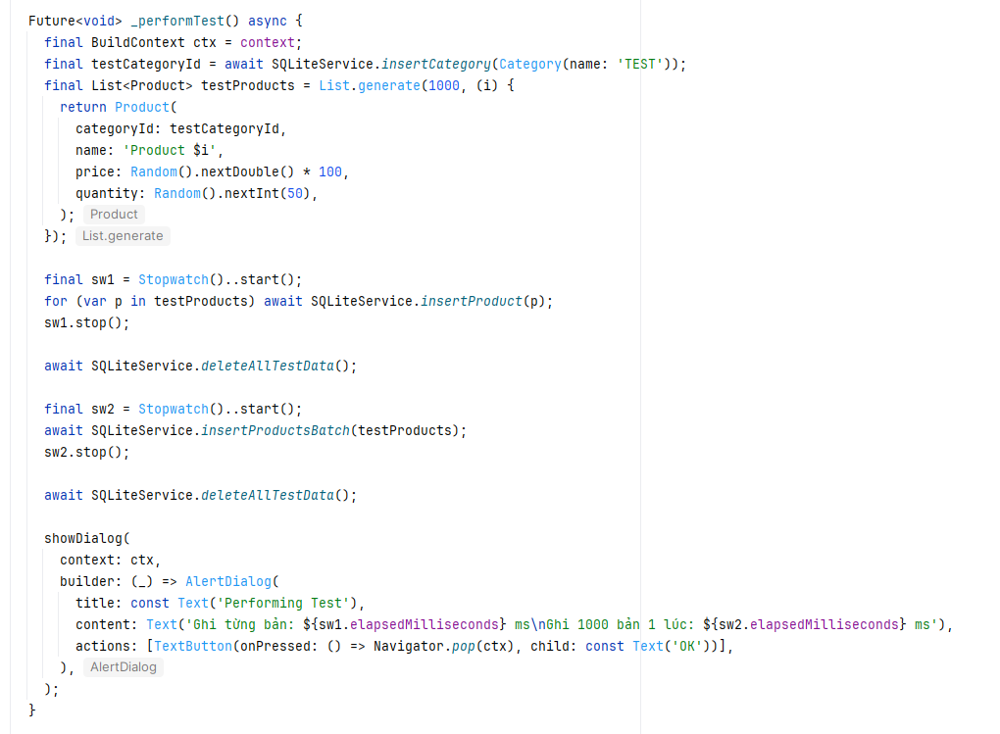 Future<void> _performTest() async {
  final BuildContext ctx = context;
  final testCategoryId = await SQLiteService.insertCategory(Category(name: 'TEST'));
  final List<Product> testProducts = List.generate(1000, (i) {
    return Product(
      categoryId: testCategoryId,
      name: 'Product $i',
      price: Random().nextDouble() * 100,
      quantity: Random().nextInt(50),
    ); Product
  }); List.generate

  final sw1 = Stopwatch()..start();
  for (var p in testProducts) await SQLiteService.insertProduct(p);
  sw1.stop();

  await SQLiteService.deleteAllTestData();

  final sw2 = Stopwatch()..start();
  await SQLiteService.insertProductsBatch(testProducts);
  sw2.stop();

  await SQLiteService.deleteAllTestData();

  showDialog(
    context: ctx,
    builder: (_) => AlertDialog(
      title: const Text('Performing Test'),
      content: Text('Ghi từng bản: ${sw1.elapsedMilliseconds} ms\nGhi 1000 bản 1 lúc: ${sw2.elapsedMilliseconds} ms'),
      actions: [TextButton(onPressed: () => Navigator.pop(ctx), child: const Text('OK'))],
    ), AlertDialog
  );
}